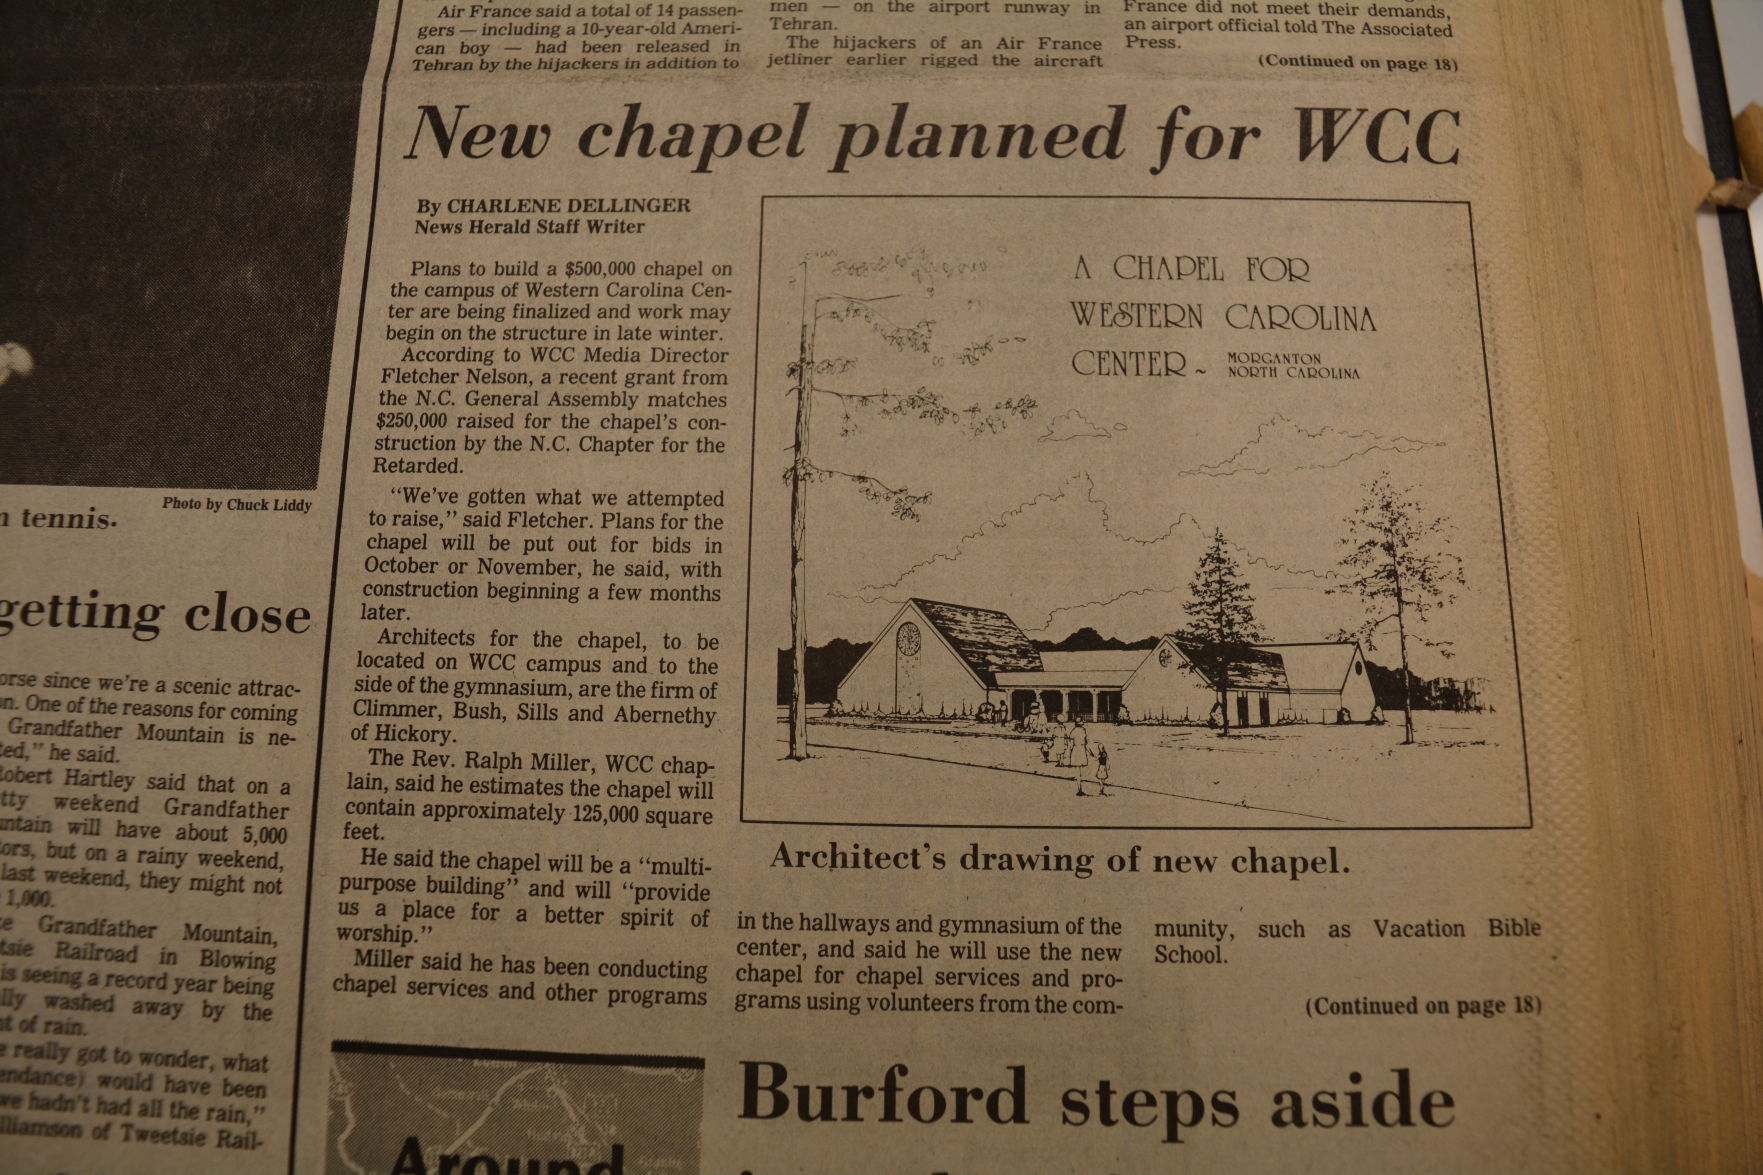 Air France said a total of 14 passen-
gers — including a 10-year-old Ameri-
can boy — had been released in
Tehran by the hijackers in addition to
men — on the airport runway in
Tehran.
The hijackers of an Air France
jetliner earlier rigged the aircraft
France did not meet their demands,
an airport official told The Associated
Press.
(Continued on page 18)
New chapel planned for WCC
By CHARLENE DELLINGER
News Herald Staff Writer
Plans to build a $500,000 chapel on
the campus of Western Carolina Cen-
ter are being finalized and work may
begin on the structure in late winter.
According to WCC Media Director
Fletcher Nelson, a recent grant from
the N.C. General Assembly matches
$250,000 raised for the chapel's con-
struction by the N.C. Chapter for the
Retarded.
"We've gotten what we attempted
to raise," said Fletcher. Plans for the
chapel will be put out for bids in
October or November, he said, with
construction beginning a few months
later.
Architects for the chapel, to be
located on WCC campus and to the
side of the gymnasium, are the firm of
Climmer, Bush, Sills and Abernethy
of Hickory.
The Rev. Ralph Miller, WCC chap-
lain, said he estimates the chapel will
contain approximately 125,000 square
feet.
He said the chapel will be a "multi-
purpose building" and will "provide
us a place for a better spirit of
worship."
Miller said he has been conducting
chapel services and other programs
A CHAPEL FOR
WESTERN CAROLINA
CENTER ~ MORGANTON
NORTH CAROLINA
Architect's drawing of new chapel.
in the hallways and gymnasium of the
center, and said he will use the new
chapel for chapel services and pro-
grams using volunteers from the com-
munity, such as Vacation Bible
School.
(Continued on page 18)
Photo by Chuck Liddy
tennis.
getting close
orse since we're a scenic attrac-
n. One of the reasons for coming
Grandfather Mountain is ne-
ted," he said.
Robert Hartley said that on a
tty weekend Grandfather
untain will have about 5,000
ors, but on a rainy weekend,
last weekend, they might not
1,000.
Grandfather Mountain,
tsie Railroad in Blowing
is seeing a record year being
lly washed away by the
t of rain.
really got to wonder, what
endance) would have been
we hadn't had all the rain,"
lliamson of Tweetsie Rail-
Around
Burford steps aside